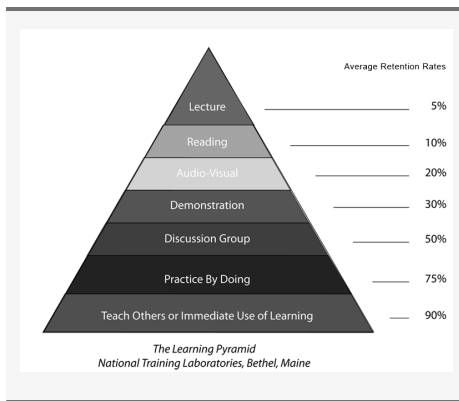 Average Retention Rates
Lecture 5%
Reading 10%
Audio-Visual 20%
Demonstration 30%
Discussion Group 50%
Practice By Doing 75%
Teach Others or Immediate Use of Learning 90%
The Learning Pyramid
National Training Laboratories, Bethel, Maine